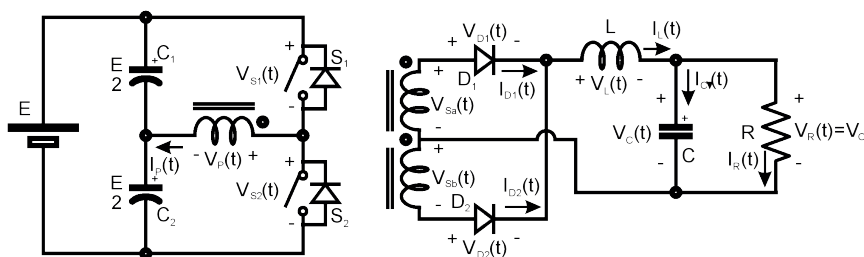 E
E
2
+
C1
+
-
VS1(t)
S1
IP(t)
- VP(t) +
E
2
+
C2
+
-
VS2(t)
S2
+ VD1(t) -
D1
ID1(t)
+
VSa(t)
-
+
VSb(t)
-
D2
ID2(t)
+ VD2(t) -
L
IL(t)
+ VL(t) -
IC
+
VC(t)
-
+
C
R
IR(t)
+
VR(t)=VO
-